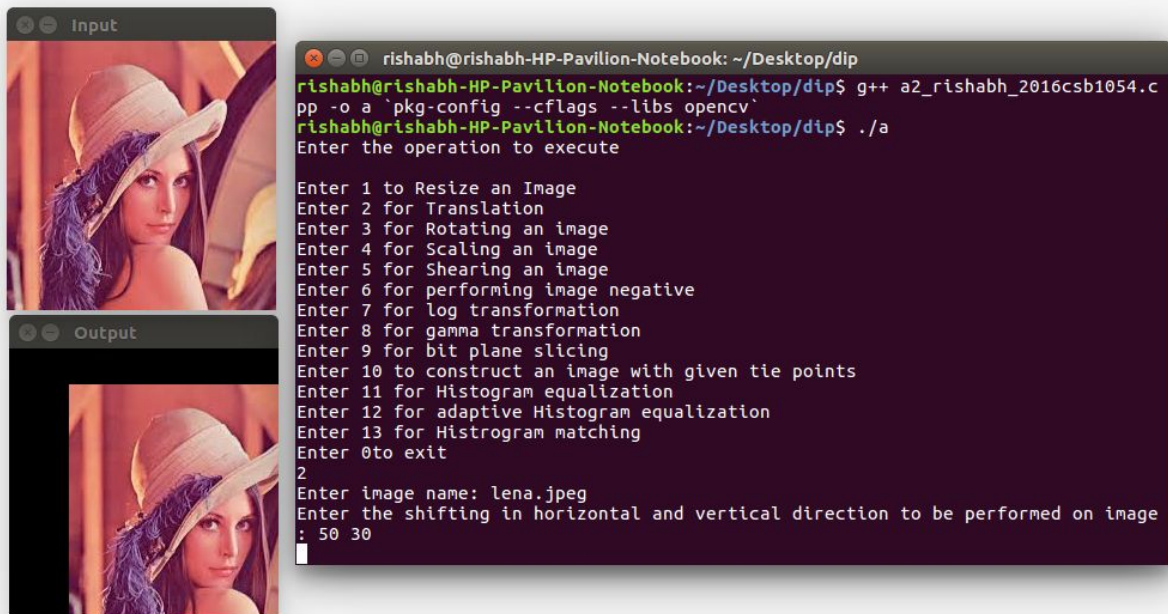 Input
Output
rishabh@rishabh-HP-Pavilion-Notebook: ~/Desktop/dip
rishabh@rishabh-HP-Pavilion-Notebook:~/Desktop/dip$ g++ a2_rishabh_2016csb1054.c
pp -o a `pkg-config --cflags --libs opencv`
rishabh@rishabh-HP-Pavilion-Notebook:~/Desktop/dip$ ./a
Enter the operation to execute
Enter 1 to Resize an Image
Enter 2 for Translation
Enter 3 for Rotating an image
Enter 4 for Scaling an image
Enter 5 for Shearing an image
Enter 6 for performing image negative
Enter 7 for log transformation
Enter 8 for gamma transformation
Enter 9 for bit plane slicing
Enter 10 to construct an image with given tie points
Enter 11 for Histogram equalization
Enter 12 for adaptive Histogram equalization
Enter 13 for Histrogram matching
Enter 0to exit
2
Enter image name: lena.jpeg
Enter the shifting in horizontal and vertical direction to be performed on image
: 50 30